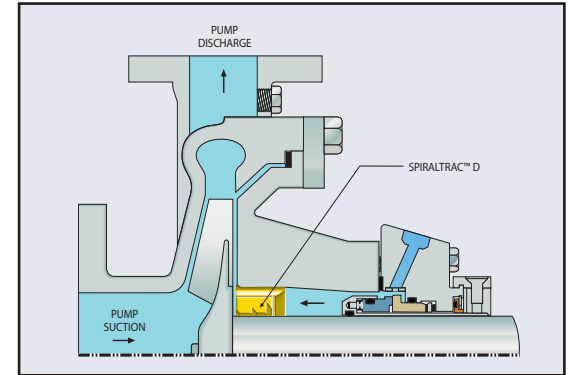 PUMP
DISCHARGE
SPIRALTRAC™ D
PUMP
SUCTION